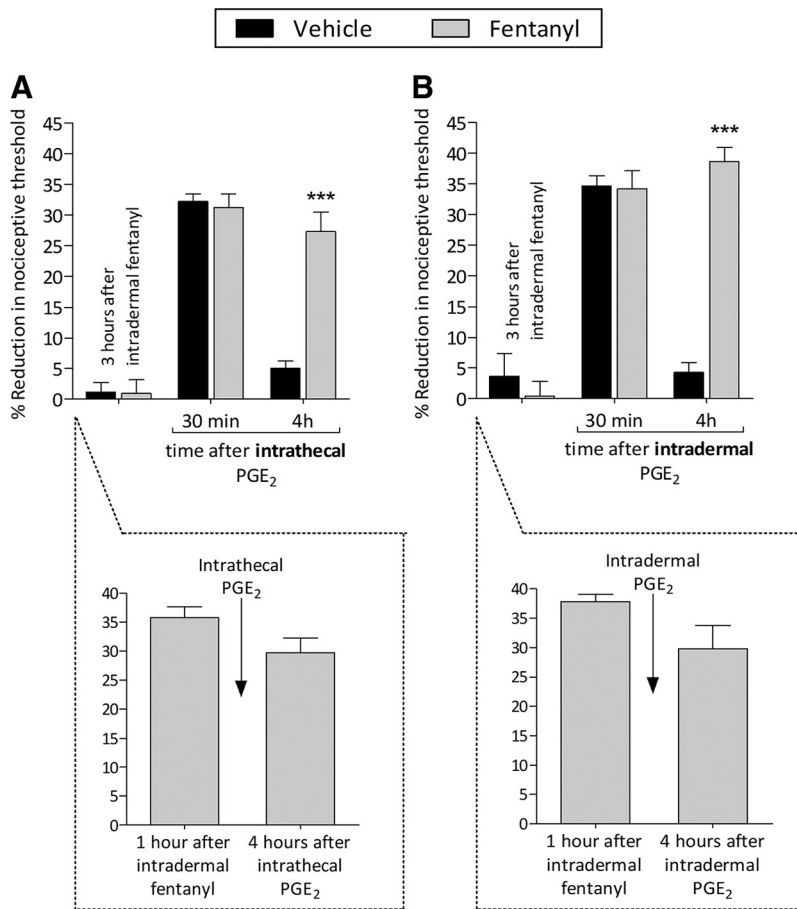 Vehicle Fentanyl
A
% Reduction in nociceptive threshold
45
40
35
30
25
20
15
10
5
0
3 hours after
intradermal fentanyl
***
30 min 4h
time after intrathecal
PGE2
B
% Reduction in nociceptive threshold
45
40
35
30
25
20
15
10
5
0
3 hours after
intradermal fentanyl
***
30 min 4h
time after intradermal
PGE2
Intrathecal
PGE2
40
35
30
25
20
15
10
5
0
1 hour after 4 hours after
intradermal intrathecal
fentanyl PGE2
Intradermal
PGE2
40
35
30
25
20
15
10
5
0
1 hour after 4 hours after
intradermal intradermal
fentanyl PGE2